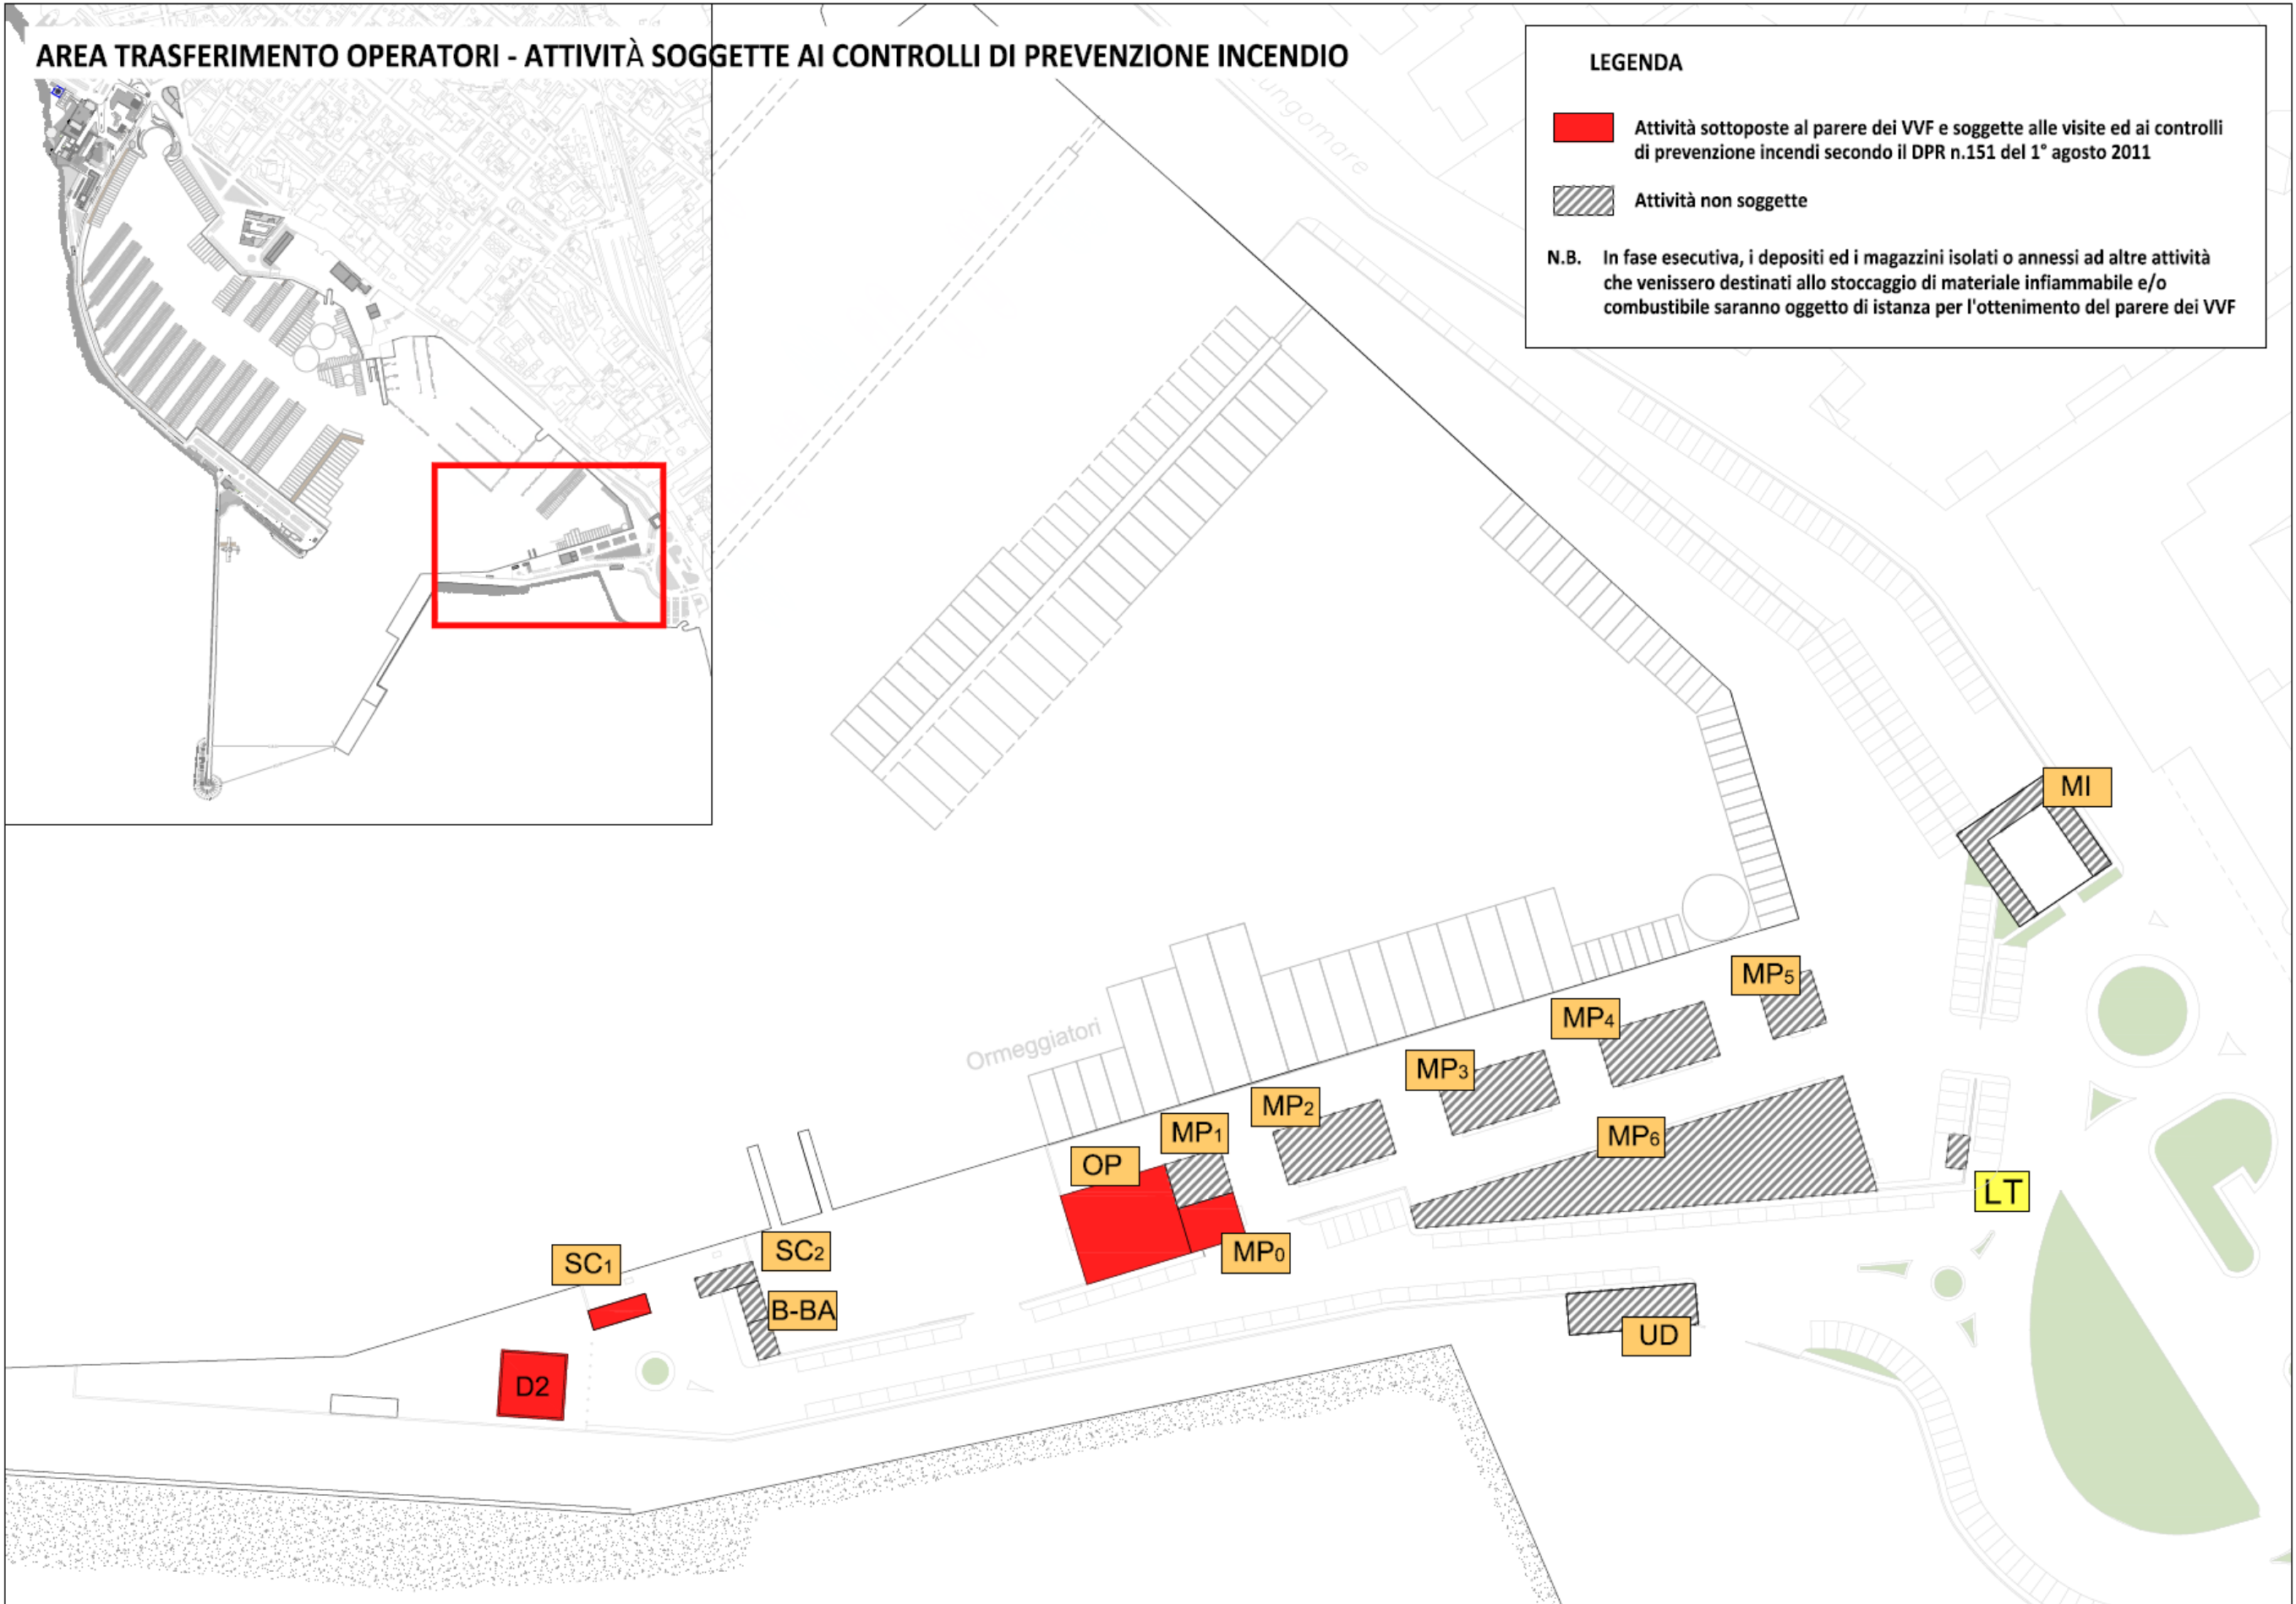 AREA TRASFERIMENTO OPERATORI - ATTIVITÀ SOGGETTE AI CONTROLLI DI PREVENZIONE INCENDIO
LEGENDA
Attività sottoposte al parere dei VVF e soggette alle visite ed ai controlli
di prevenzione incendi secondo il DPR n.151 del 1° agosto 2011
Attività non soggette
N.B. In fase esecutiva, i depositi ed i magazzini isolati o annessi ad altre attività
che venissero destinati allo stoccaggio di materiale infiammabile e/o
combustibile saranno oggetto di istanza per l'ottenimento del parere dei VVF
ungomare
MI
MP5
MP4
Ormeggiatori
MP3
MP2
MP1
MP6
OP
LT
SC2
MP0
SC1
B-BA
UD
D2